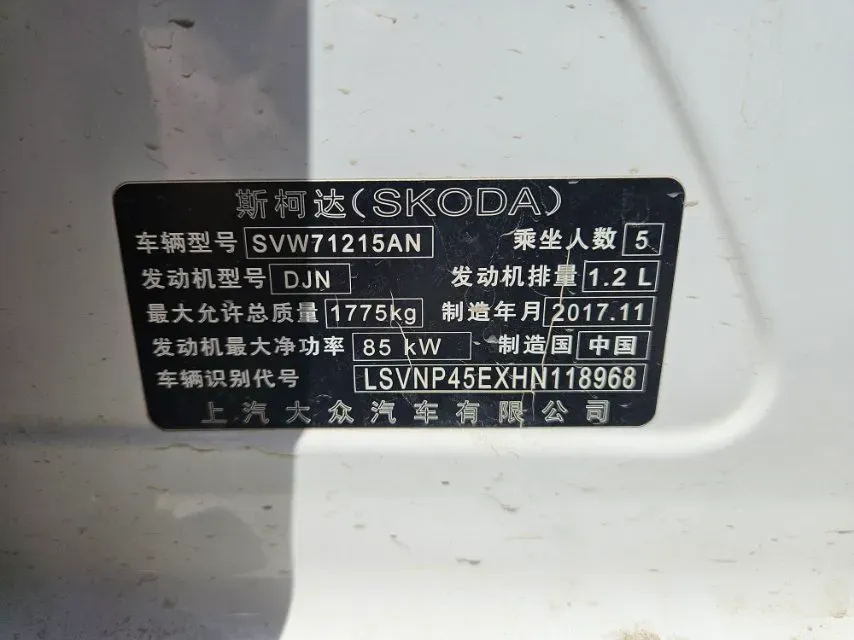 斯柯达(SKODA)
车辆型号 SVW71215AN 乘坐人数 5
发动机型号 DJN 发动机排量 1.2 L
最大允许总质量 1775kg 制造年月 2017.11
发动机最大净功率 85 kW 制造国 中国
车辆识别代号 LSVNP45EXHN118968
上汽大众汽车有限公司